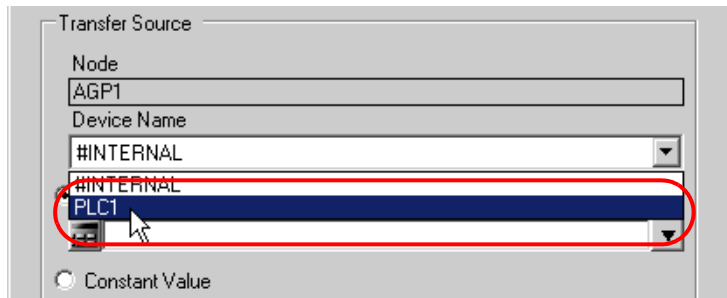 Transfer Source
Node
AGP1
Device Name
#INTERNAL
#INTERNAL
PLC1
Constant Value